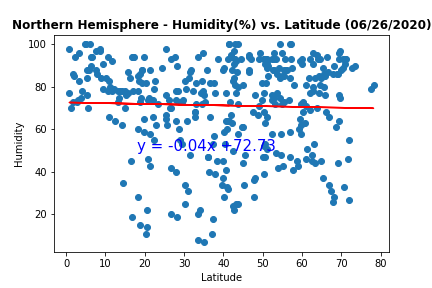 Northern Hemisphere - Humidity(%) vs. Latitude (06/26/2020)
100
80
60
40
20
Humidity
y = -0.04x +72.73
0 10 20 30 40 50 60 70 80
Latitude